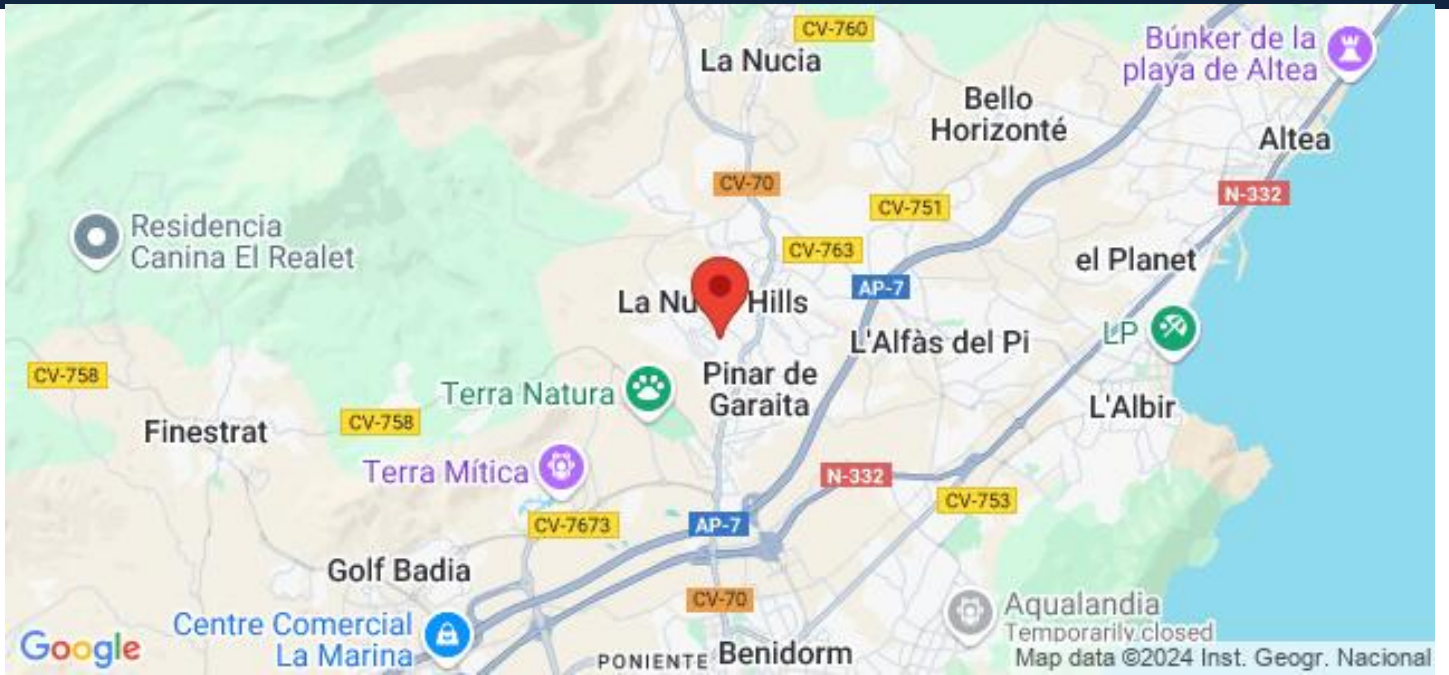 CV-760
La Nucia
Búnker de la
playa de Altea
Bello
Horizonté
Altea
CV-70
N-332
CV-751
Residencia
Canina El Realet
CV-763
el Planet
AP-7
La Nu Hills
LP
L'Alfàs del Pi
CV-758
Pinar de
Garaita
Terra Natura
L'Albir
CV-758
Finestrat
Terra Mítica
N-332
CV-753
CV-7673
AP-7
Golf Badia
CV-70
Aqualandia
Temporarily closed
Centre Comercial
La Marina
Google
PONIENTE
Benidorm
Map data ©2024 Inst. Geogr. Nacional